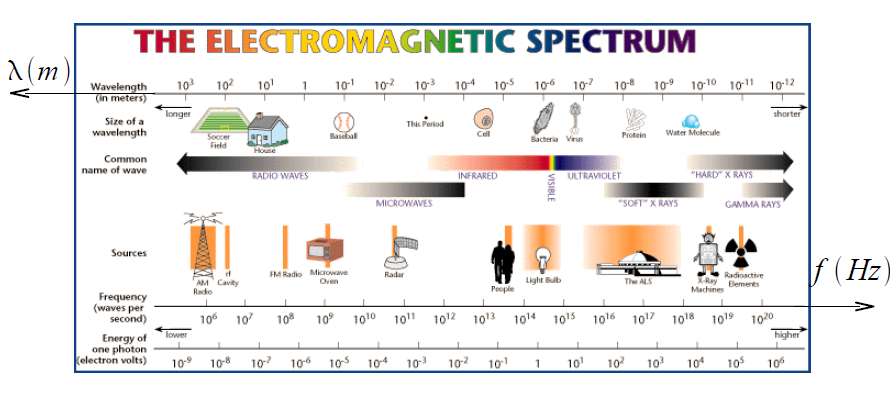 THE ELECTROMAGNETIC SPECTRUM
λ(m)
Wavelength
(in meters)
10³ 10² 10¹ 1 10⁻¹ 10⁻² 10⁻³ 10⁻⁴ 10⁻⁵ 10⁻⁶ 10⁻⁷ 10⁻⁸ 10⁻⁹ 10⁻¹⁰ 10⁻¹¹ 10⁻¹²
longer
shorter
Size of a
wavelength
Soccer
Field
House
Baseball
This Period
Cell
Bacteria
Virus
Protein
Water Molecule
Common
name of wave
RADIO WAVES
INFRARED
VISIBLE
ULTRAVIOLET
"HARD" X RAYS
MICROWAVES
"SOFT" X RAYS
GAMMA RAYS
Sources
AM
Radio
rf
Cavity
FM Radio
Microwave
Oven
Radar
People
Light Bulb
The ALS
X-Ray
Machines
Radioactive
Elements
f(Hz)
Frequency
(waves per
second)
10⁶ 10⁷ 10⁸ 10⁹ 10¹⁰ 10¹¹ 10¹² 10¹³ 10¹⁴ 10¹⁵ 10¹⁶ 10¹⁷ 10¹⁸ 10¹⁹ 10²⁰
lower
higher
Energy of
one photon
(electron volts)
10⁻⁹ 10⁻⁸ 10⁻⁷ 10⁻⁶ 10⁻⁵ 10⁻⁴ 10⁻³ 10⁻² 10⁻¹ 1 10¹ 10² 10³ 10⁴ 10⁵ 10⁶